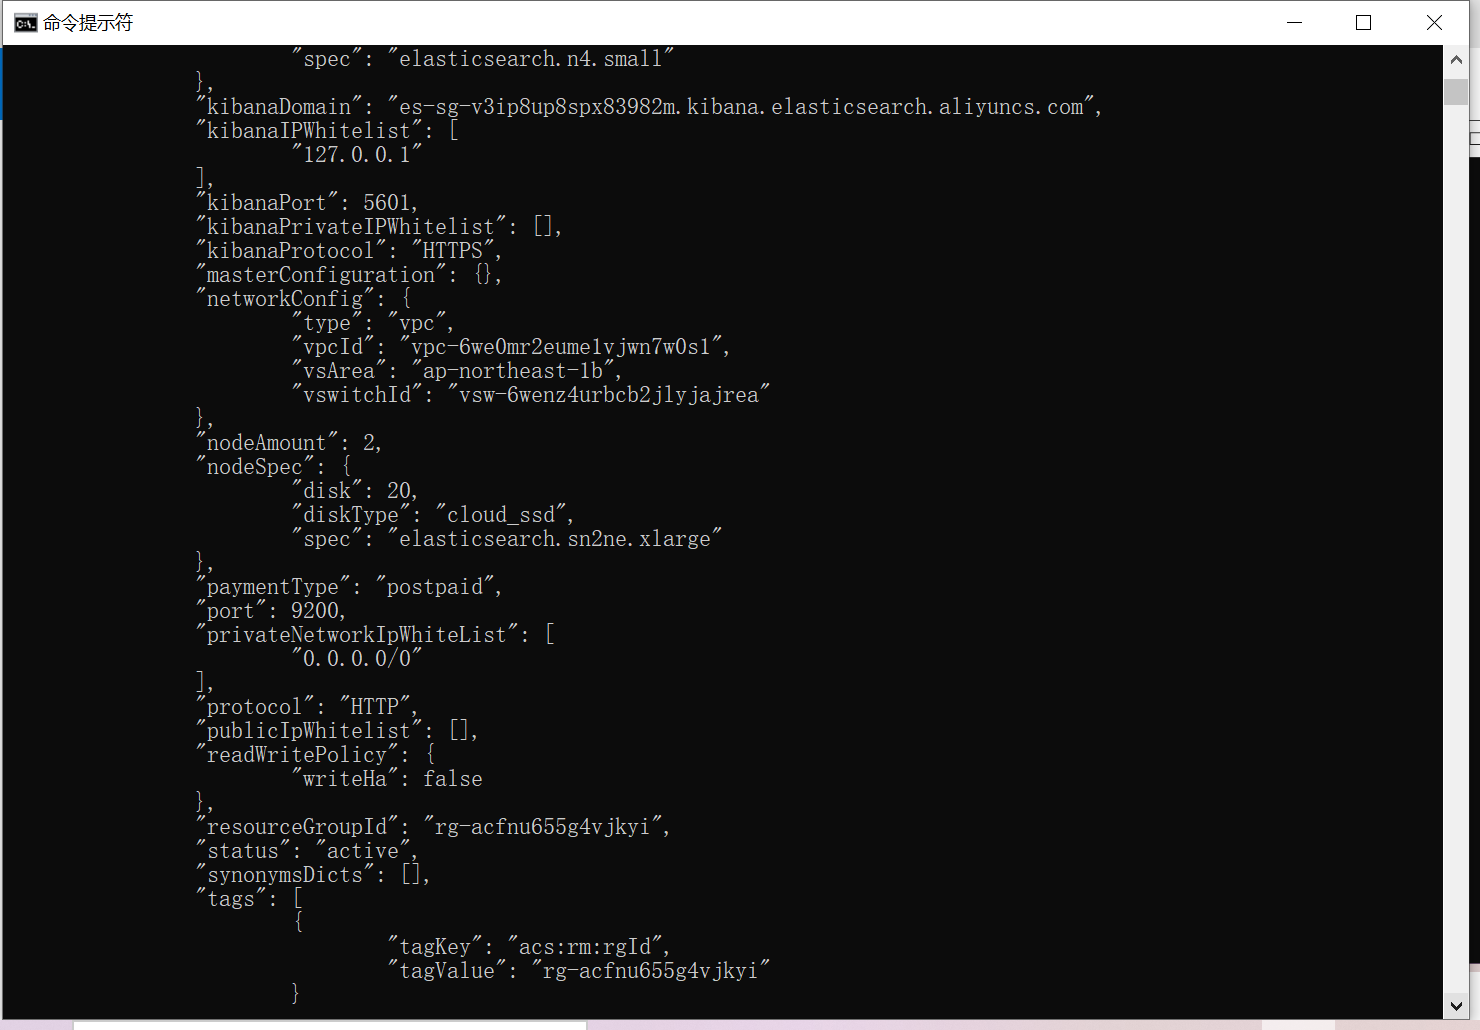 命令提示符
"spec": "elasticsearch.n4.small"
},
"kibanaDomain": "es-sg-v3ip8up8spx83982m.kibana.elasticsearch.aliyuncs.com",
"kibanaIPWhitelist": [
"127.0.0.1"
],
"kibanaPort": 5601,
"kibanaPrivateIPWhitelist": [],
"kibanaProtocol": "HTTPS",
"masterConfiguration": {},
"networkConfig": {
"type": "vpc",
"vpcId": "vpc-6we0mr2eume1vjwn7w0s1",
"vsArea": "ap-northeast-1b",
"vswitchId": "vsw-6wenz4urbcb2jlyjajrea"
},
"nodeAmount": 2,
"nodeSpec": {
"disk": 20,
"diskType": "cloud_ssd",
"spec": "elasticsearch.sn2ne.xlarge"
},
"paymentType": "postpaid",
"port": 9200,
"privateNetworkIpWhiteList": [
"0.0.0.0/0"
],
"protocol": "HTTP",
"publicIpWhitelist": [],
"readWritePolicy": {
"writeHa": false
},
"resourceGroupId": "rg-acfnu655g4vjkyi",
"status": "active",
"synonymsDicts": [],
"tags": [
{
"tagKey": "acs:rm:rgId",
"tagValue": "rg-acfnu655g4vjkyi"
}